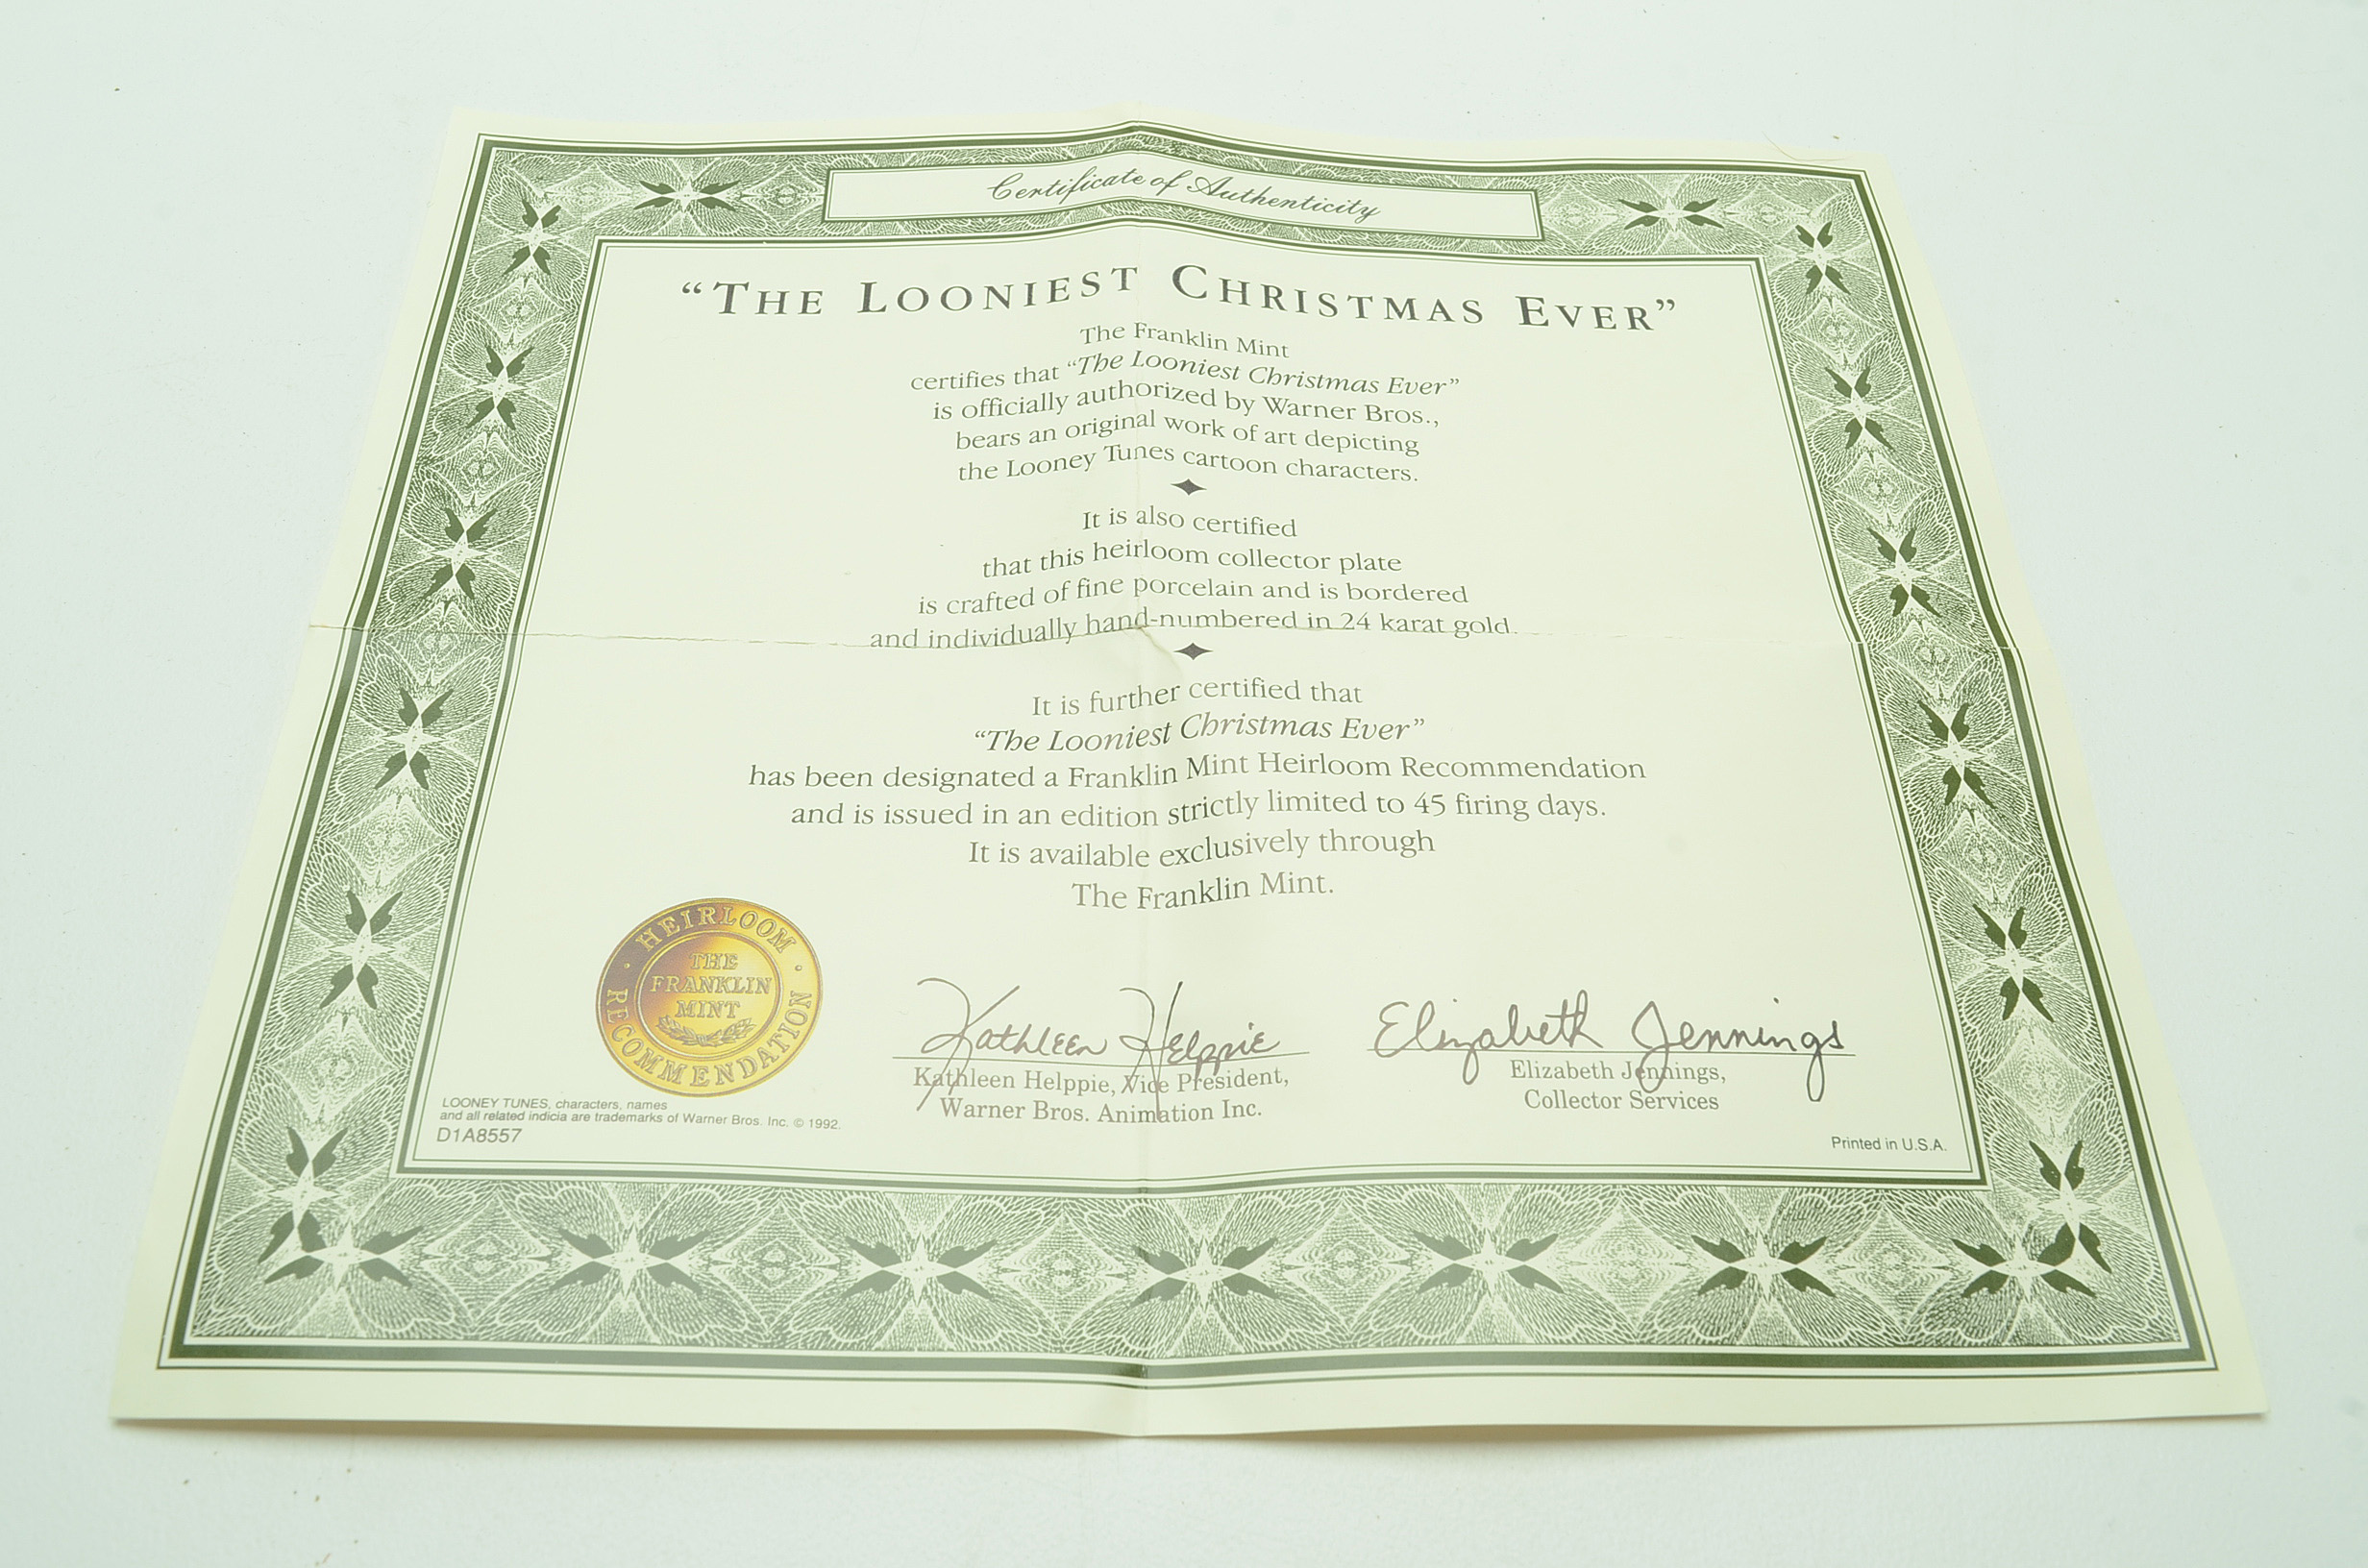 Certificate of Authenticity
“THE LOONIEST CHRISTMAS EVER”
The Franklin Mint
certifies that “The Looniest Christmas Ever”
is officially authorized by Warner Bros.,
bears an original work of art depicting
the Looney Tunes cartoon characters.
It is also certified
that this heirloom collector plate
is crafted of fine porcelain and is bordered
and individually hand-numbered in 24 karat gold.
It is further certified that
“The Looniest Christmas Ever”
has been designated a Franklin Mint Heirloom Recommendation
and is issued in an edition strictly limited to 45 firing days.
It is available exclusively through
The Franklin Mint.
HEIRLOOM
RECOMMENDATION
THE
FRANKLIN
MINT
Kathleen Helppie
Kathleen Helppie, Vice President,
Warner Bros. Animation Inc.
Elizabeth Jennings
Elizabeth Jennings,
Collector Services
LOONEY TUNES, characters, names
and all related indicia are trademarks of Warner Bros. Inc. © 1992.
D1A8557
Printed in U.S.A.